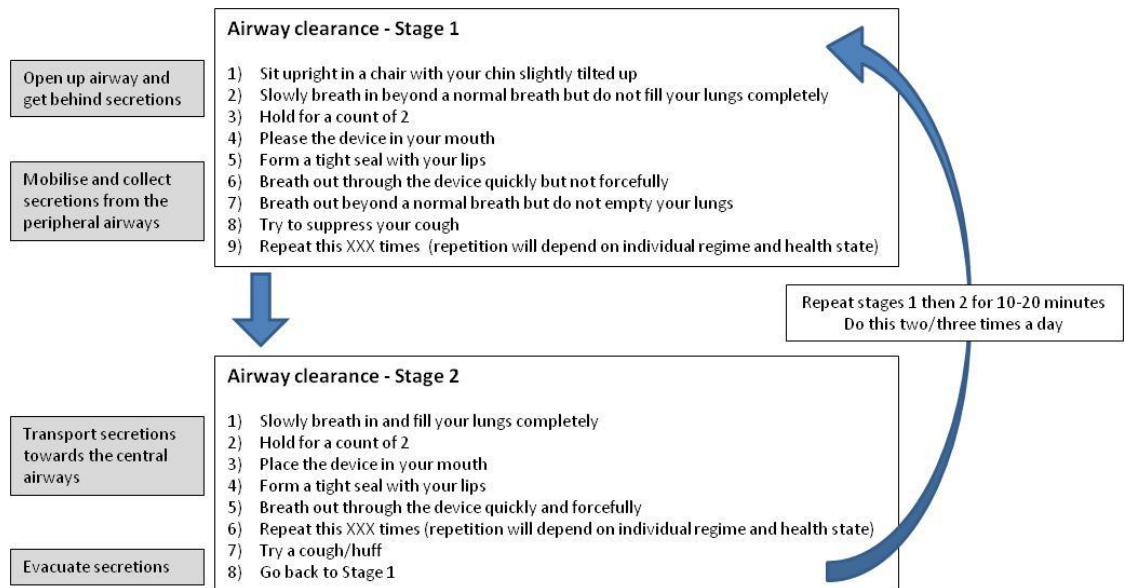 Airway clearance - Stage 1
Open up airway and
get behind secretions
Mobilise and collect
secretions from the
peripheral airways
1) Sit upright in a chair with your chin slightly tilted up
2) Slowly breath in beyond a normal breath but do not fill your lungs completely
3) Hold for a count of 2
4) Please the device in your mouth
5) Form a tight seal with your lips
6) Breath out through the device quickly but not forcefully
7) Breath out beyond a normal breath but do not empty your lungs
8) Try to suppress your cough
9) Repeat this XXX times (repetition will depend on individual regime and health state)
Repeat stages 1 then 2 for 10-20 minutes
Do this two/three times a day
Airway clearance - Stage 2
Transport secretions
towards the central
airways
Evacuate secretions
1) Slowly breath in and fill your lungs completely
2) Hold for a count of 2
3) Place the device in your mouth
4) Form a tight seal with your lips
5) Breath out through the device quickly and forcefully
6) Repeat this XXX times (repetition will depend on individual regime and health state)
7) Try a cough/huff
8) Go back to Stage 1